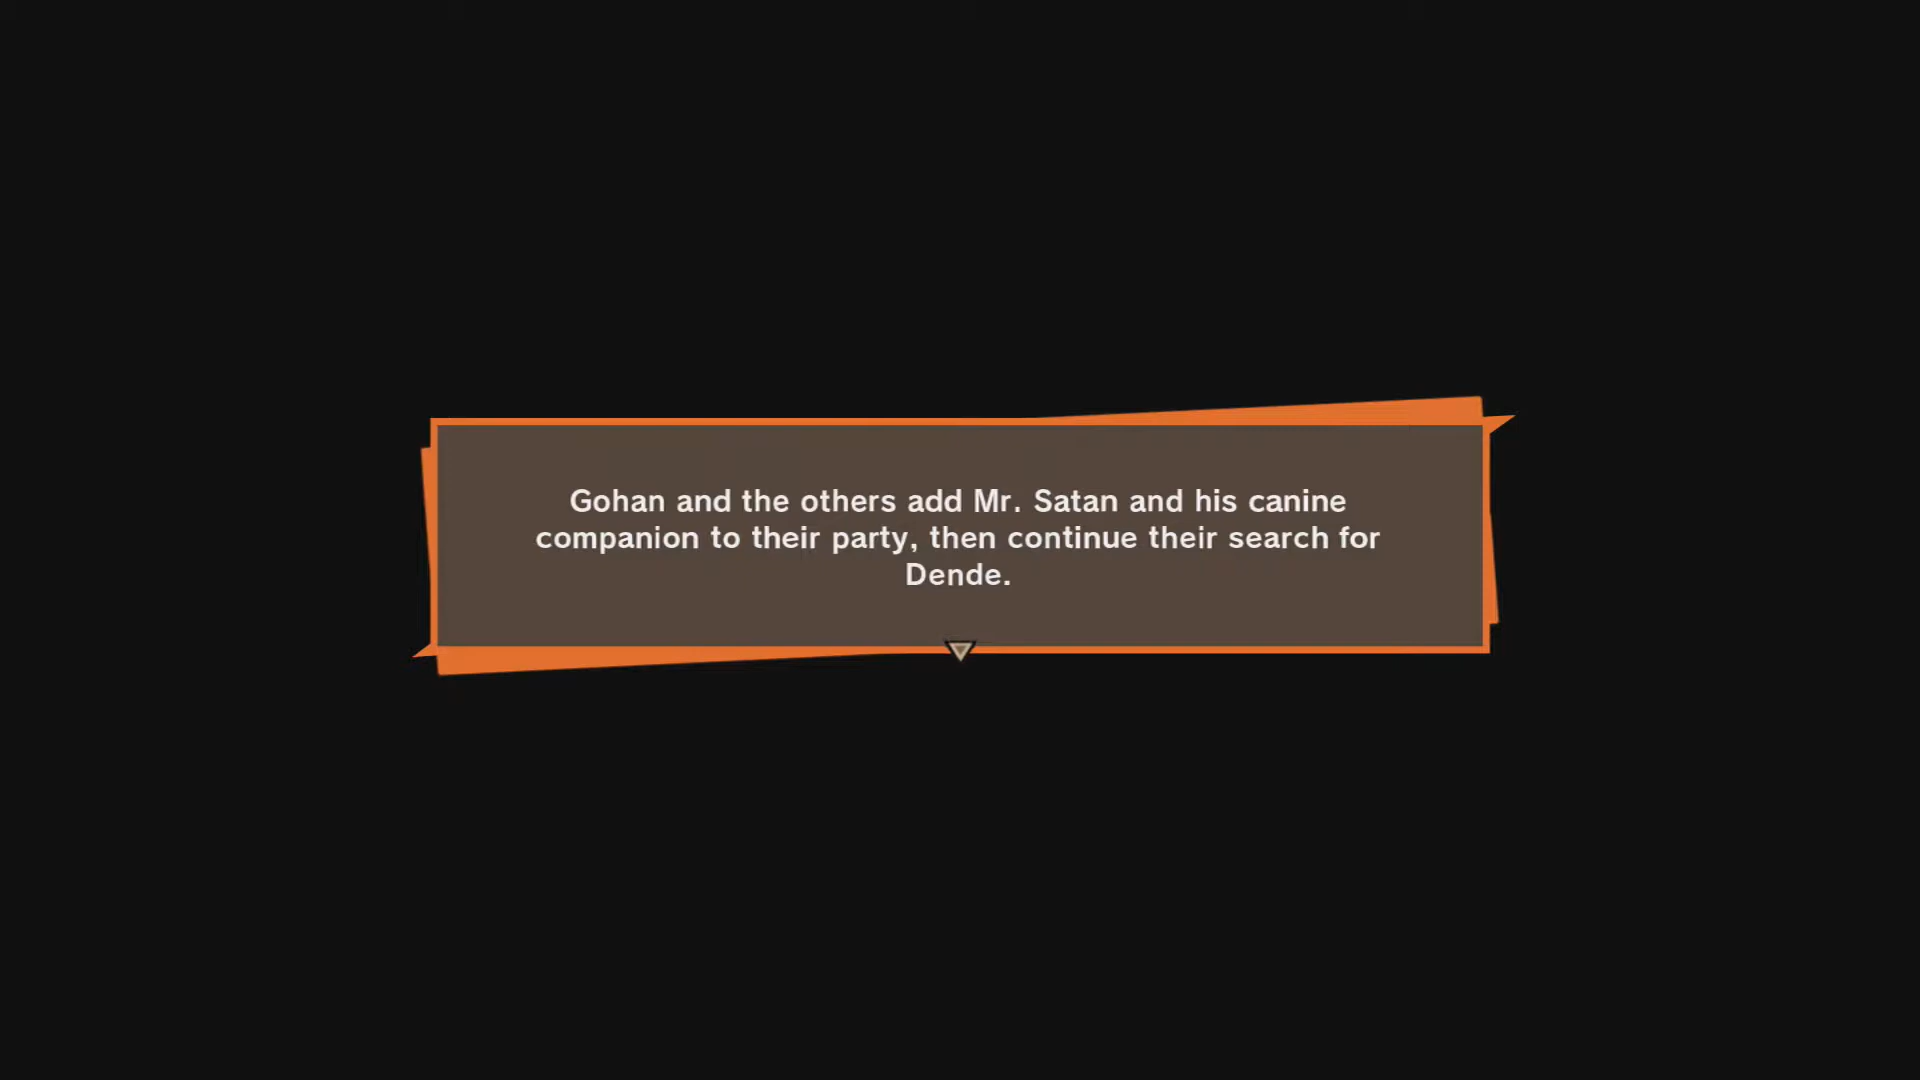 Gohan and the others add Mr. Satan and his canine
companion to their party, then continue their search for
Dende.